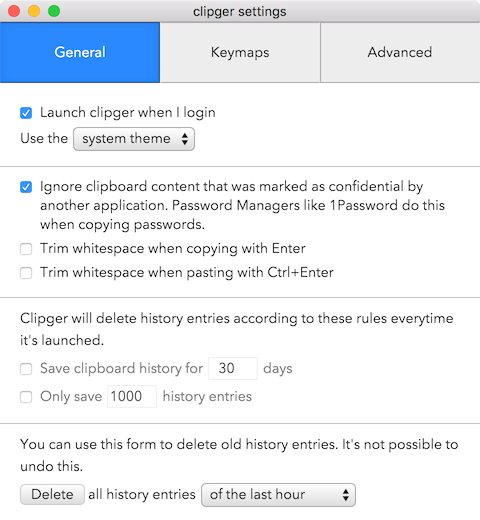 clipger settings
General
Keymaps
Advanced
Launch clipger when I login
Use the system theme
Ignore clipboard content that was marked as confidential by
another application. Password Managers like 1Password do this
when copying passwords.
Trim whitespace when copying with Enter
Trim whitespace when pasting with Ctrl+Enter
Clipger will delete history entries according to these rules everytime
it's launched.
Save clipboard history for 30 days
Only save 1000 history entries
You can use this form to delete old history entries. It's not possible to
undo this.
Delete all history entries of the last hour